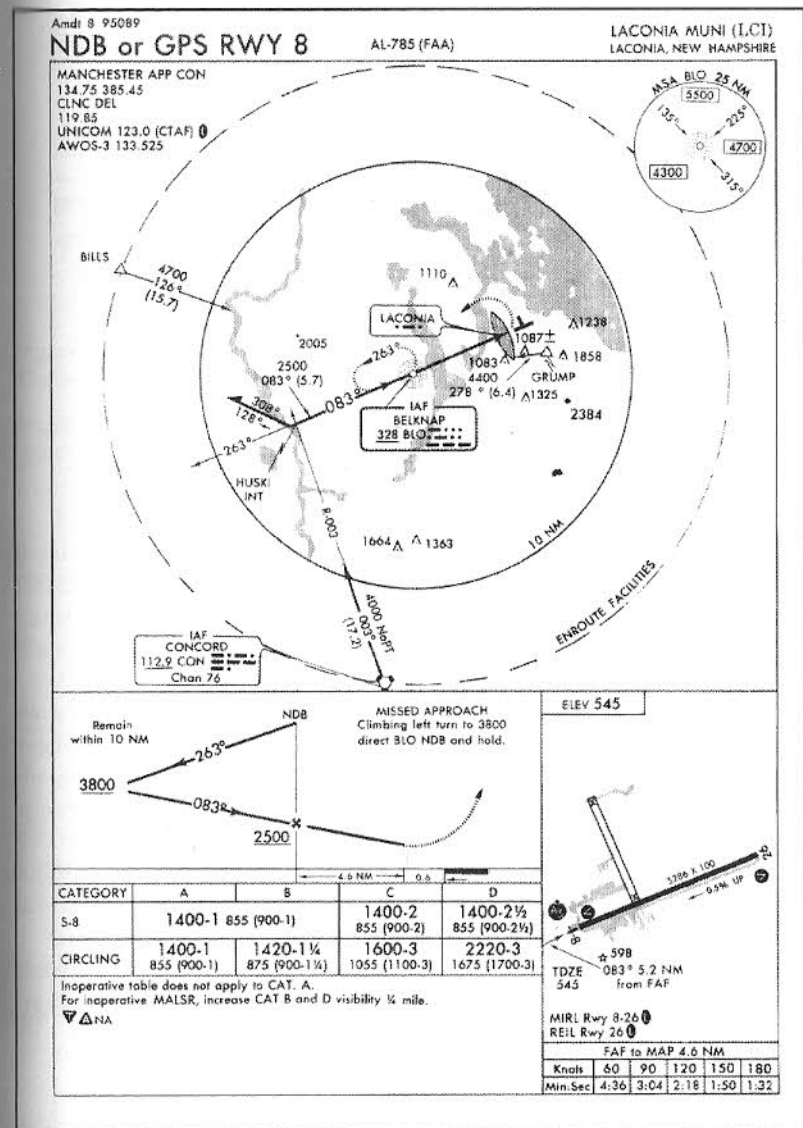 Amdt 8 95089
NDB or GPS RWY 8
AL-785 (FAA)
LACONIA MUNI (LCI)
LACONIA, NEW HAMPSHIRE
MANCHESTER APP CON
134.75 385.45
CLNC DEL
119.85
UNICOM 123.0 (CTAF)
AWOS-3 133.525
MSA BLO 25 NM
5500
135°
225°
4700
4300
315°
BILLS
4700
126°
(15.7)
1110
LACONIA
1238
1087±
2005
263°
1083
1858
2500
083° (5.7)
4400
GRUMP
278° (6.4)
1325
083°
IAF
BELKNAP
328 BLO
2384
308°
128°
263°
HUSKI
INT
R-003
1664
1363
10 NM
4000 NoPT
003°
(17.2)
ENROUTE FACILITIES
IAF
CONCORD
112.9 CON
Chan 76
Remain
within 10 NM
NDB
MISSED APPROACH
Climbing left turn to 3800
direct BLO NDB and hold.
263°
3800
083°
2500
4.6 NM
0.6
ELEV 545
5286 X 100
0.5% UP
26
8
598
TDZE
545
083° 5.2 NM
from FAF
MIRL Rwy 8-26
REIL Rwy 26
CATEGORY A B C D
S-8 1400-1 855 (900-1) 1400-2 855 (900-2) 1400-2½ 855 (900-2½)
CIRCLING 1400-1 855 (900-1) 1420-1¼ 875 (900-1¼) 1600-3 1055 (1100-3) 2220-3 1675 (1700-3)
Inoperative table does not apply to CAT. A.
For inoperative MALSR, increase CAT B and D visibility ¼ mile.
NA
FAF to MAP 4.6 NM
Knots 60 90 120 150 180
Min:Sec 4:36 3:04 2:18 1:50 1:32